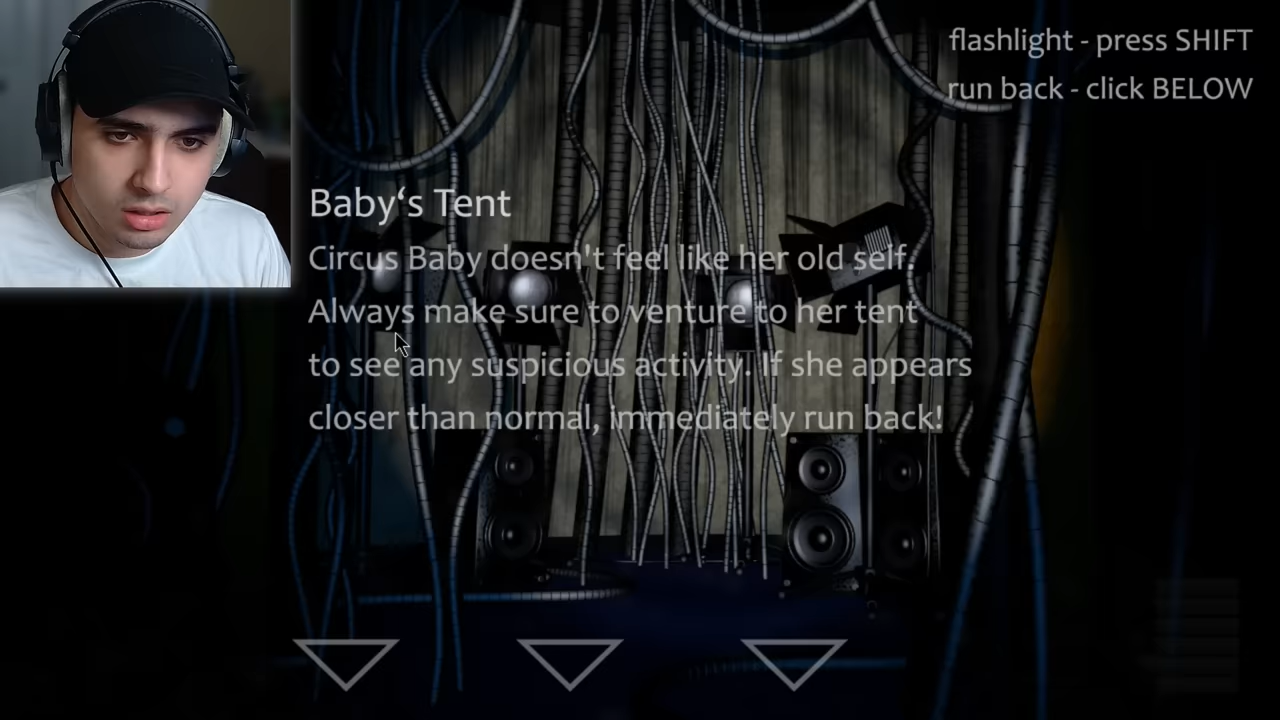 flashlight - press SHIFT
run back - click BELOW
Baby‘s Tent
Circus Baby doesn't feel like her old self.
Always make sure to venture to her tent
to see any suspicious activity. If she appears
closer than normal, immediately run back!